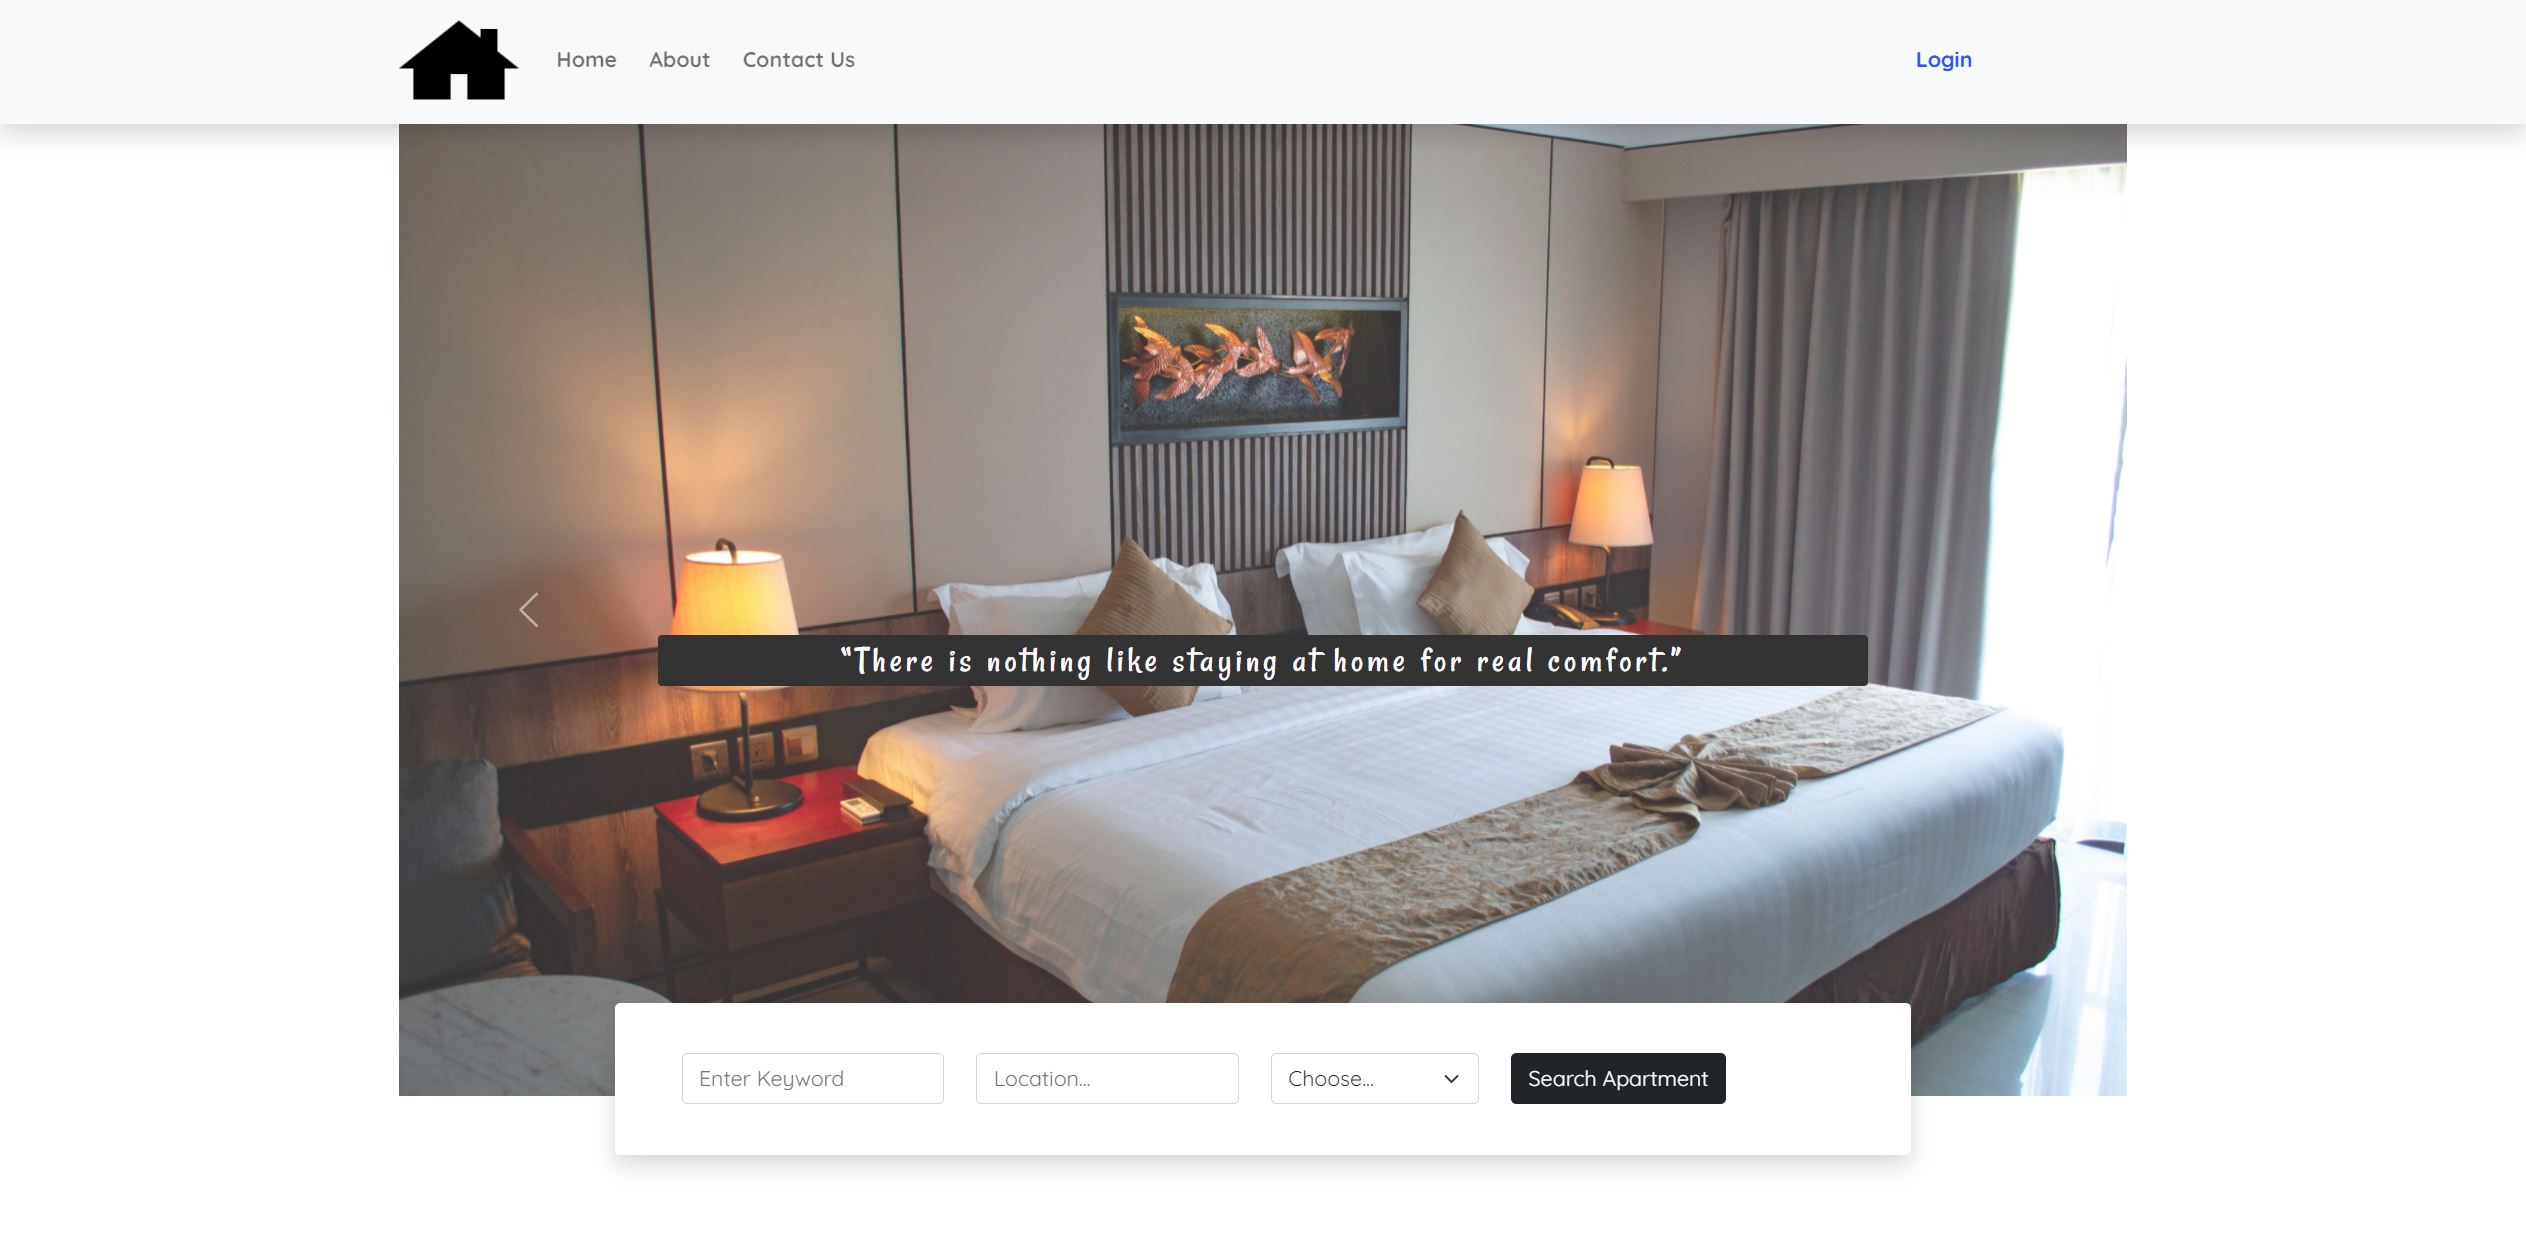 Home
About
Contact Us
Login
“There is nothing like staying at home for real comfort.”
Enter Keyword
Location...
Choose...
Search Apartment